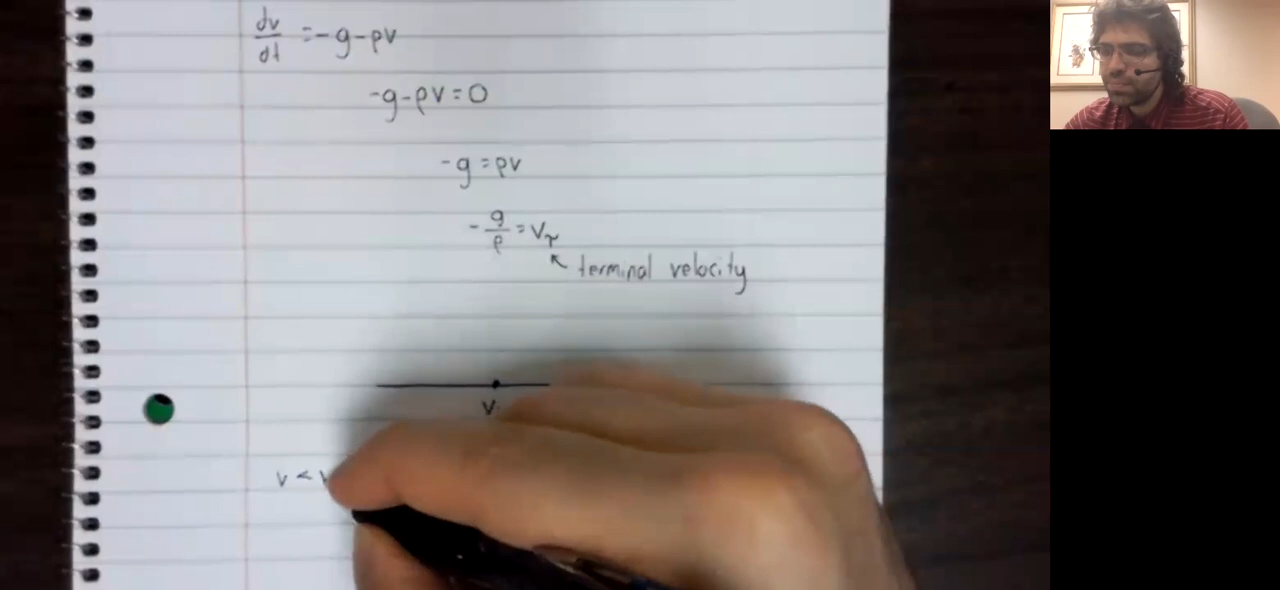 dv/dt = -g - ρv
-g - ρv = 0
-g = ρv
-g/ρ = v_T
↖ terminal velocity
v
v < v